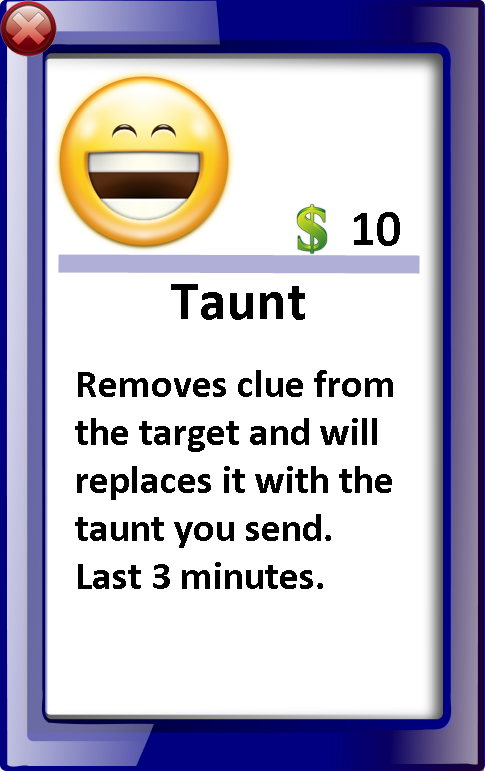 $ 10
Taunt
Removes clue from
the target and will
replaces it with the
taunt you send.
Last 3 minutes.